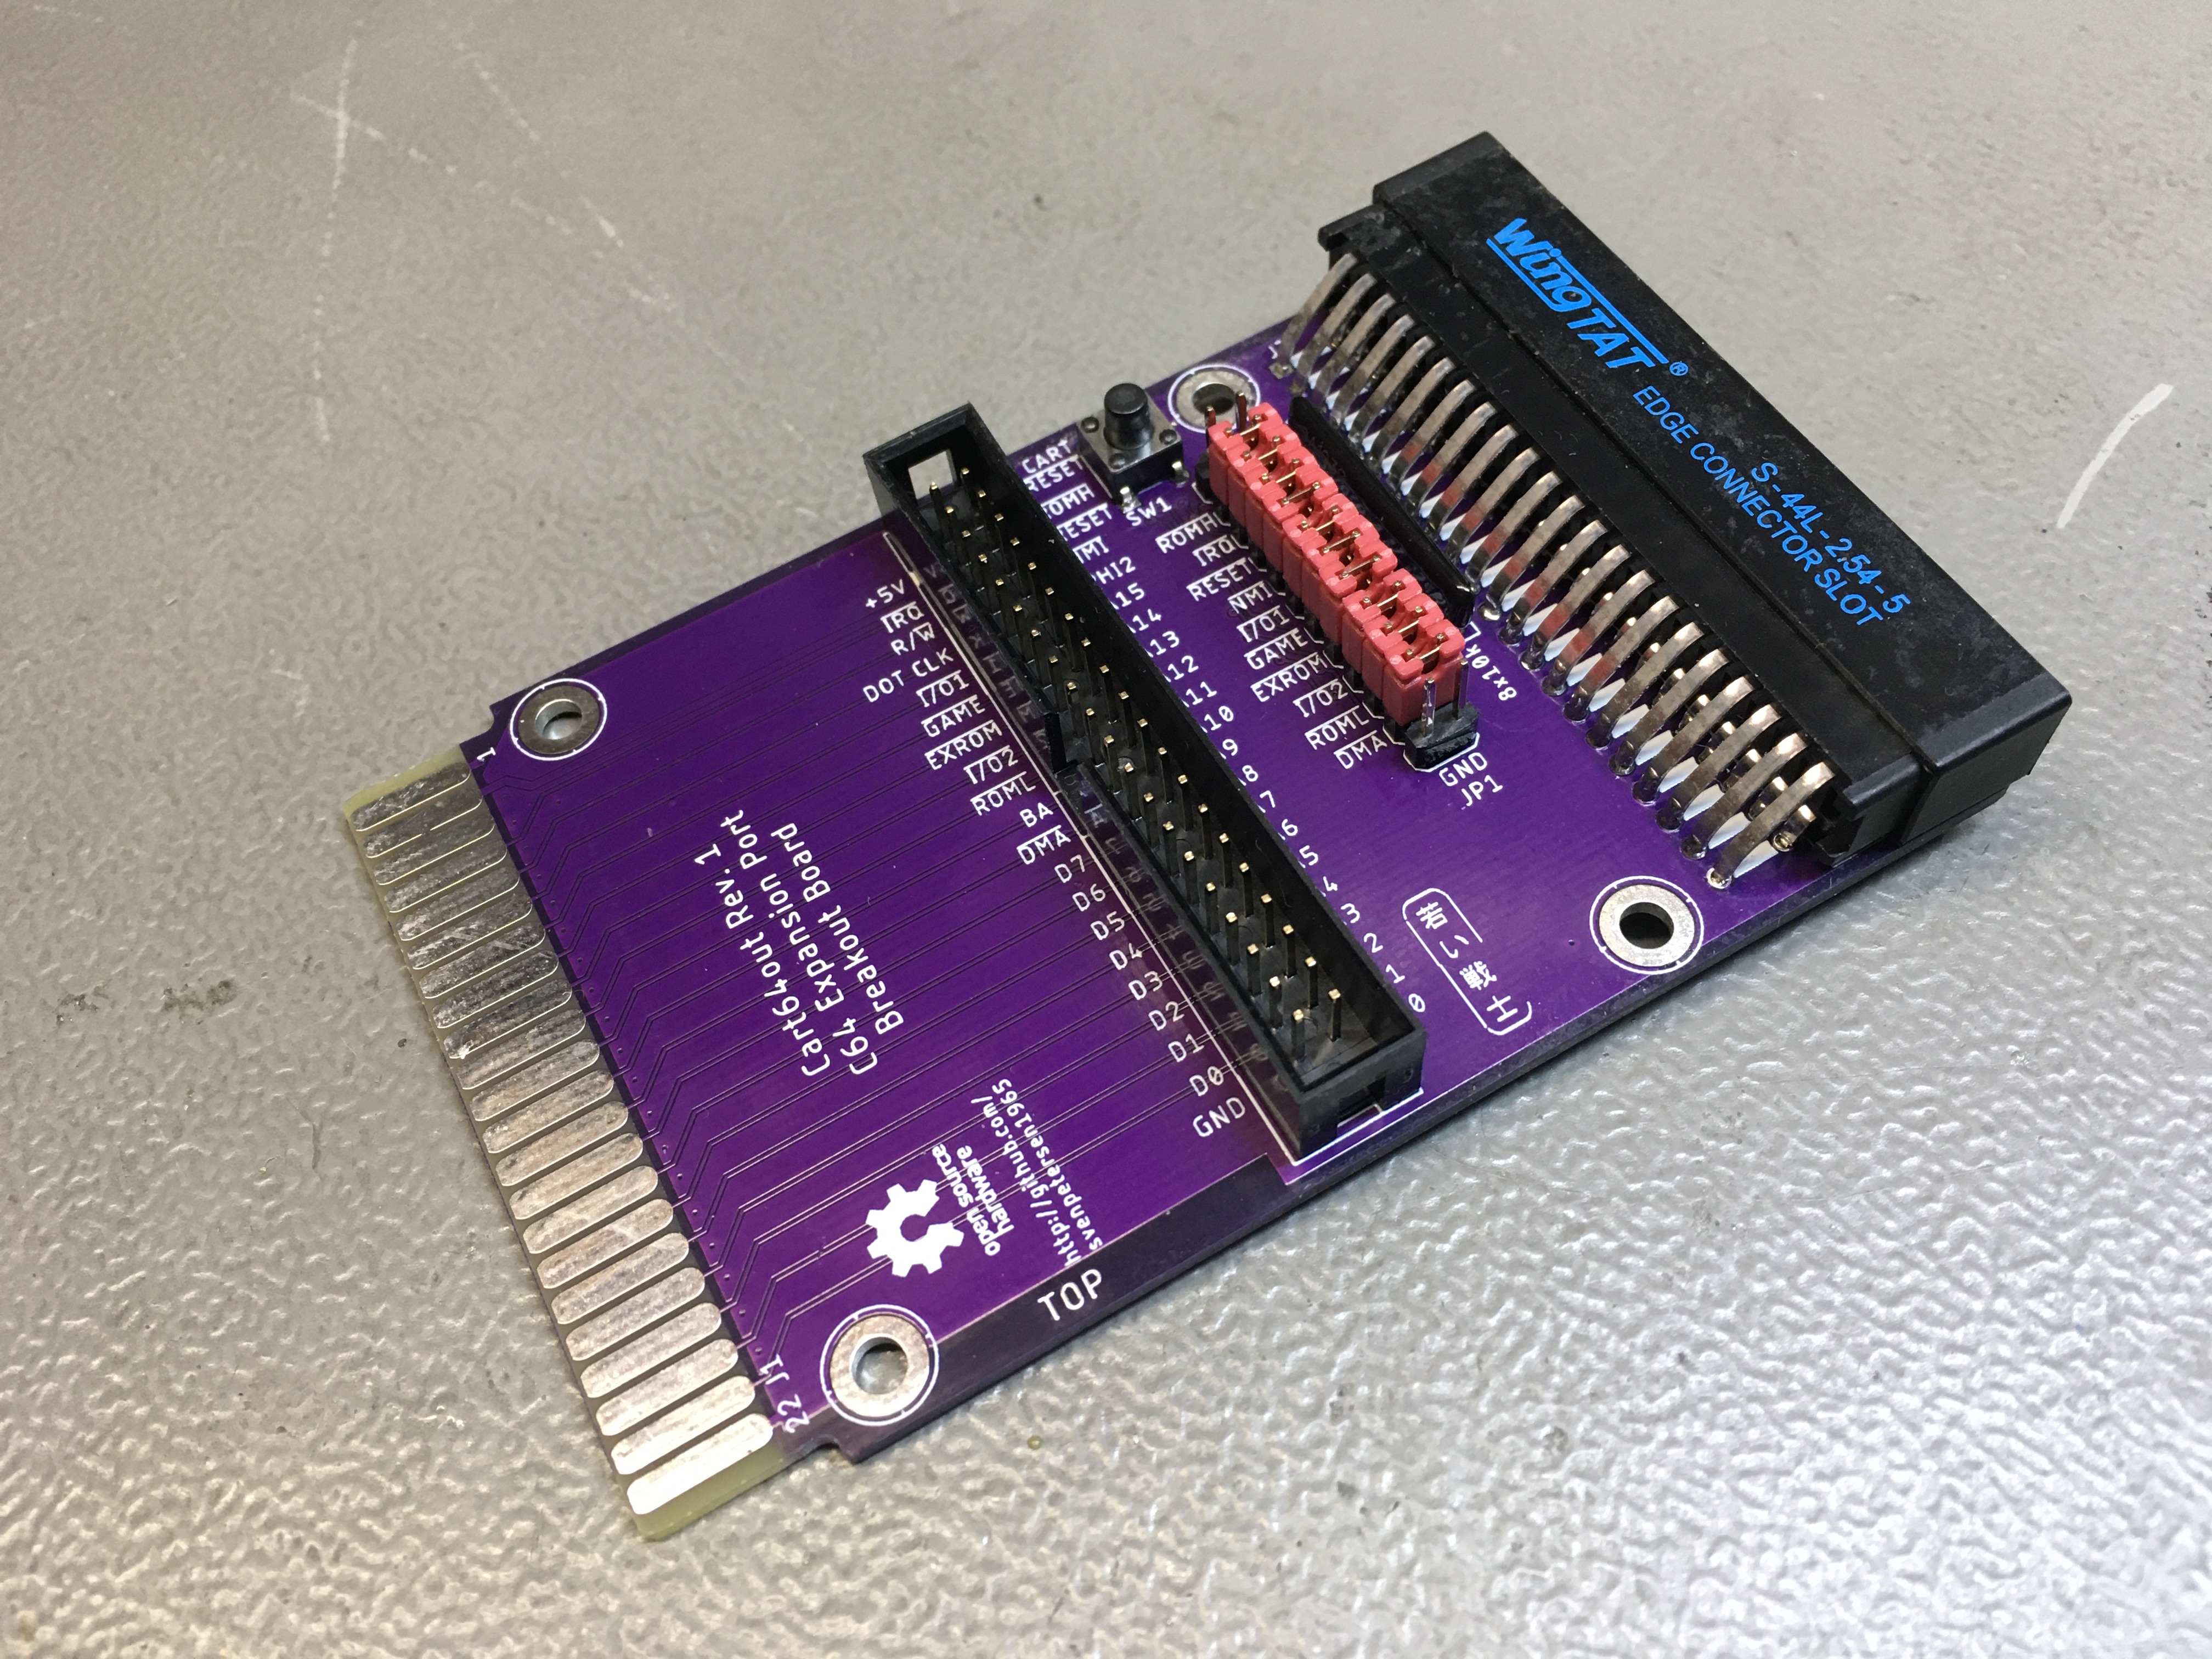 WingTAT®
S-44L-2.54-5
EDGE CONNECTOR SLOT
CART
RESET
SW1
RESET
PHI2
ROMH
IRQ
RESET
NMI
I/O1
GAME
EXROM
I/O2
ROML
DMA
GND
JP1
8x10k
+5V
IRQ
R/W
DOT CLK
I/O1
GAME
EXROM
I/O2
ROML
BA
DMA
D7
D6
D5
D4
D3
D2
D1
D0
GND
15
14
13
12
11
10
9
8
7
6
5
4
3
2
1
0
1
Cart64out Rev. 1
C64 Expansion Port
Breakout Board
open source
hardware
http://github.com/
svenpetersen1965
TOP
22 J1
若い戦士